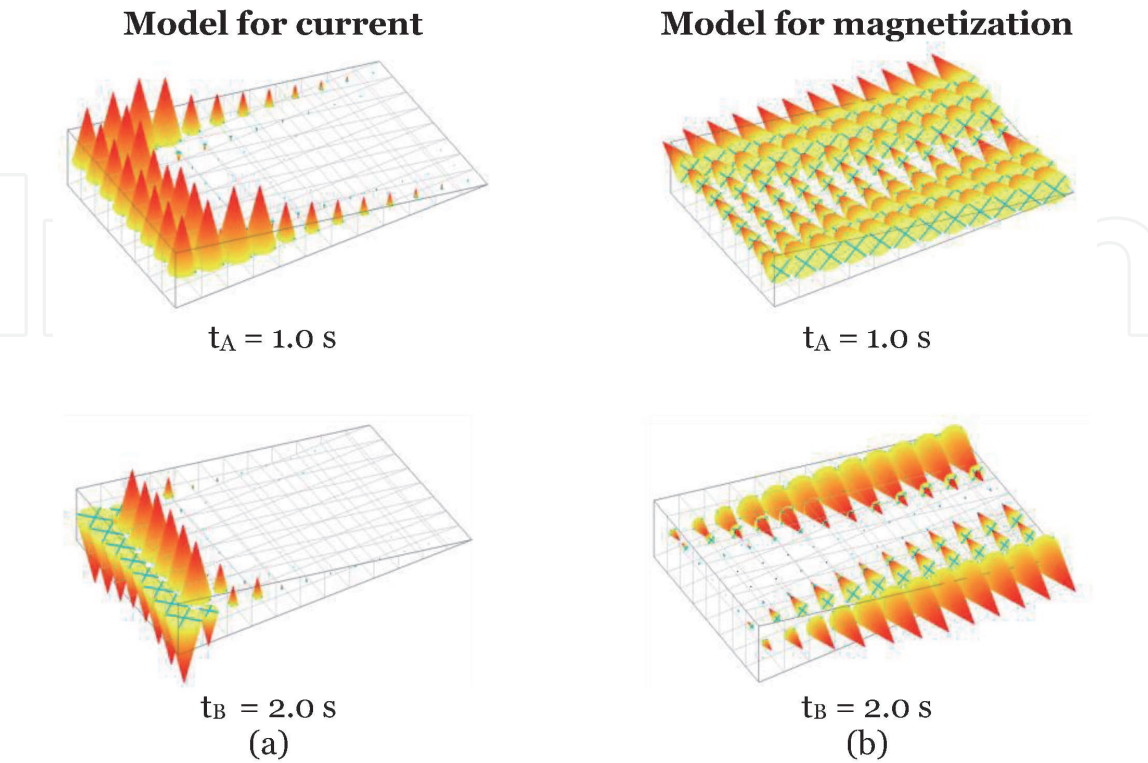 Model for current
Model for magnetization
tA = 1.0 s
tA = 1.0 s
tB = 2.0 s
tB = 2.0 s
(a)
(b)